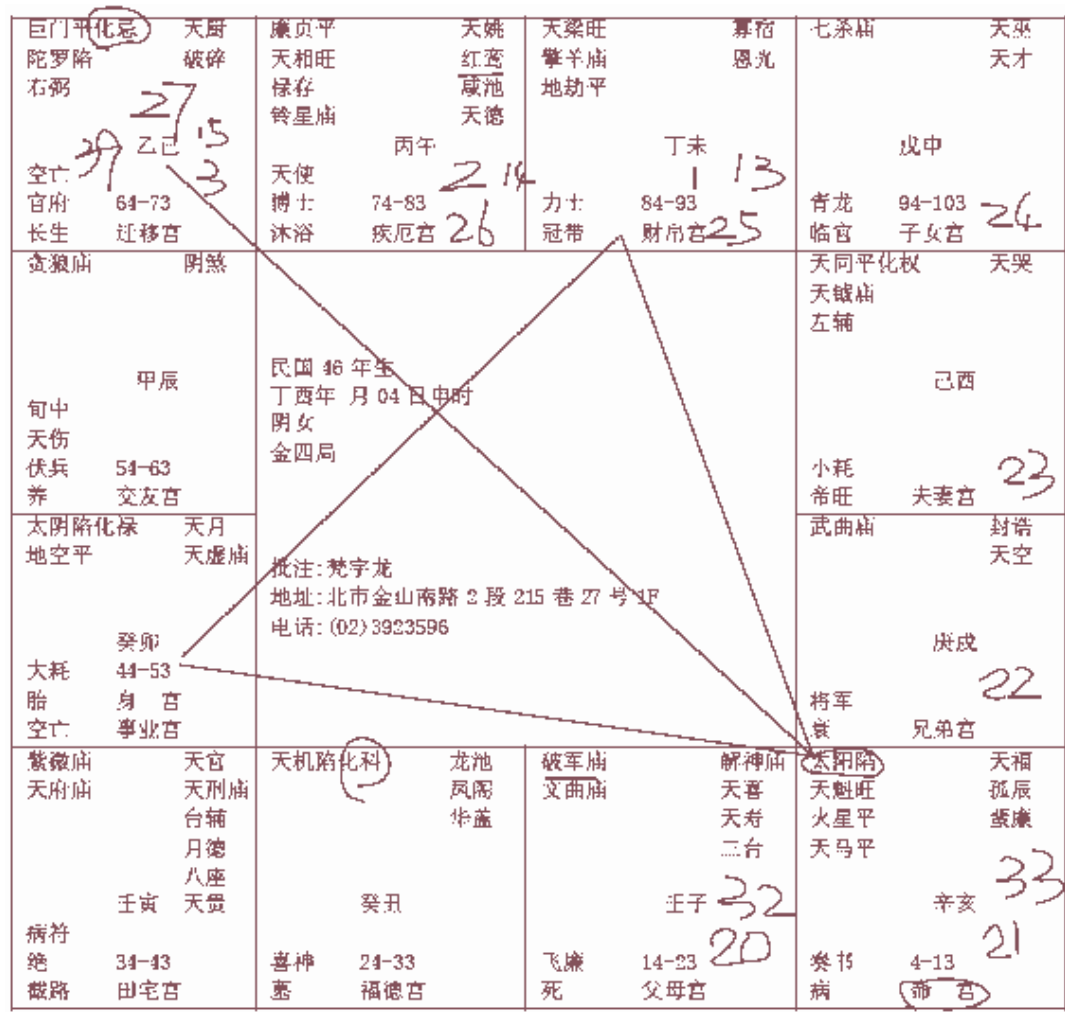 巨门平化忌 天厨
陀罗陷 破碎
右弼
27
15
39 乙巳
3
空亡
官府 64-73
长生 迁移宫
廉贞平 天姚
天相旺 红鸾
禄存 咸池
铃星庙 天德
丙午
天使 2 14
博士 74-83
沐浴 疾厄宫 26
天梁旺 寡宿
擎羊庙 恩光
地劫平
丁未
1 13
力士 84-93
冠带 财帛宫 25
七杀庙 天巫
天才
戊申
青龙 94-103 24
临官 子女宫
贪狼庙 阴煞
甲辰
旬中
天伤
伏兵 54-63
养 交友宫
民国 46 年生
丁酉年 月 04 日申时
阴女
金四局
天同平化权 天哭
天钺庙
左辅
己酉
小耗 23
帝旺 夫妻宫
太阴陷化禄 天月
地空平 天虚庙
癸卯
大耗 44-53
胎 身 宫
空亡 事业宫
批注:梵字龙
地址:北市金山南路 2 段 215 巷 27 号 1F
电话:(02)3923596
武曲庙 封诰
天空
庚戌
22
将军
衰 兄弟宫
紫微庙 天官
天府庙 天刑庙
台辅
月德
八座
壬寅 天贵
病符
绝 34-43
截路 田宅宫
天机陷化科 龙池
凤阁
华盖
癸丑
喜神 24-33
墓 福德宫
破军庙 解神庙
文曲庙 天喜
天寿
三台
壬子 32
20
飞廉 14-23
死 父母宫
太阳陷 天福
天魁旺 孤辰
火星平 蜚廉
天马平
33
辛亥
21
奏书 4-13
病 命 宫